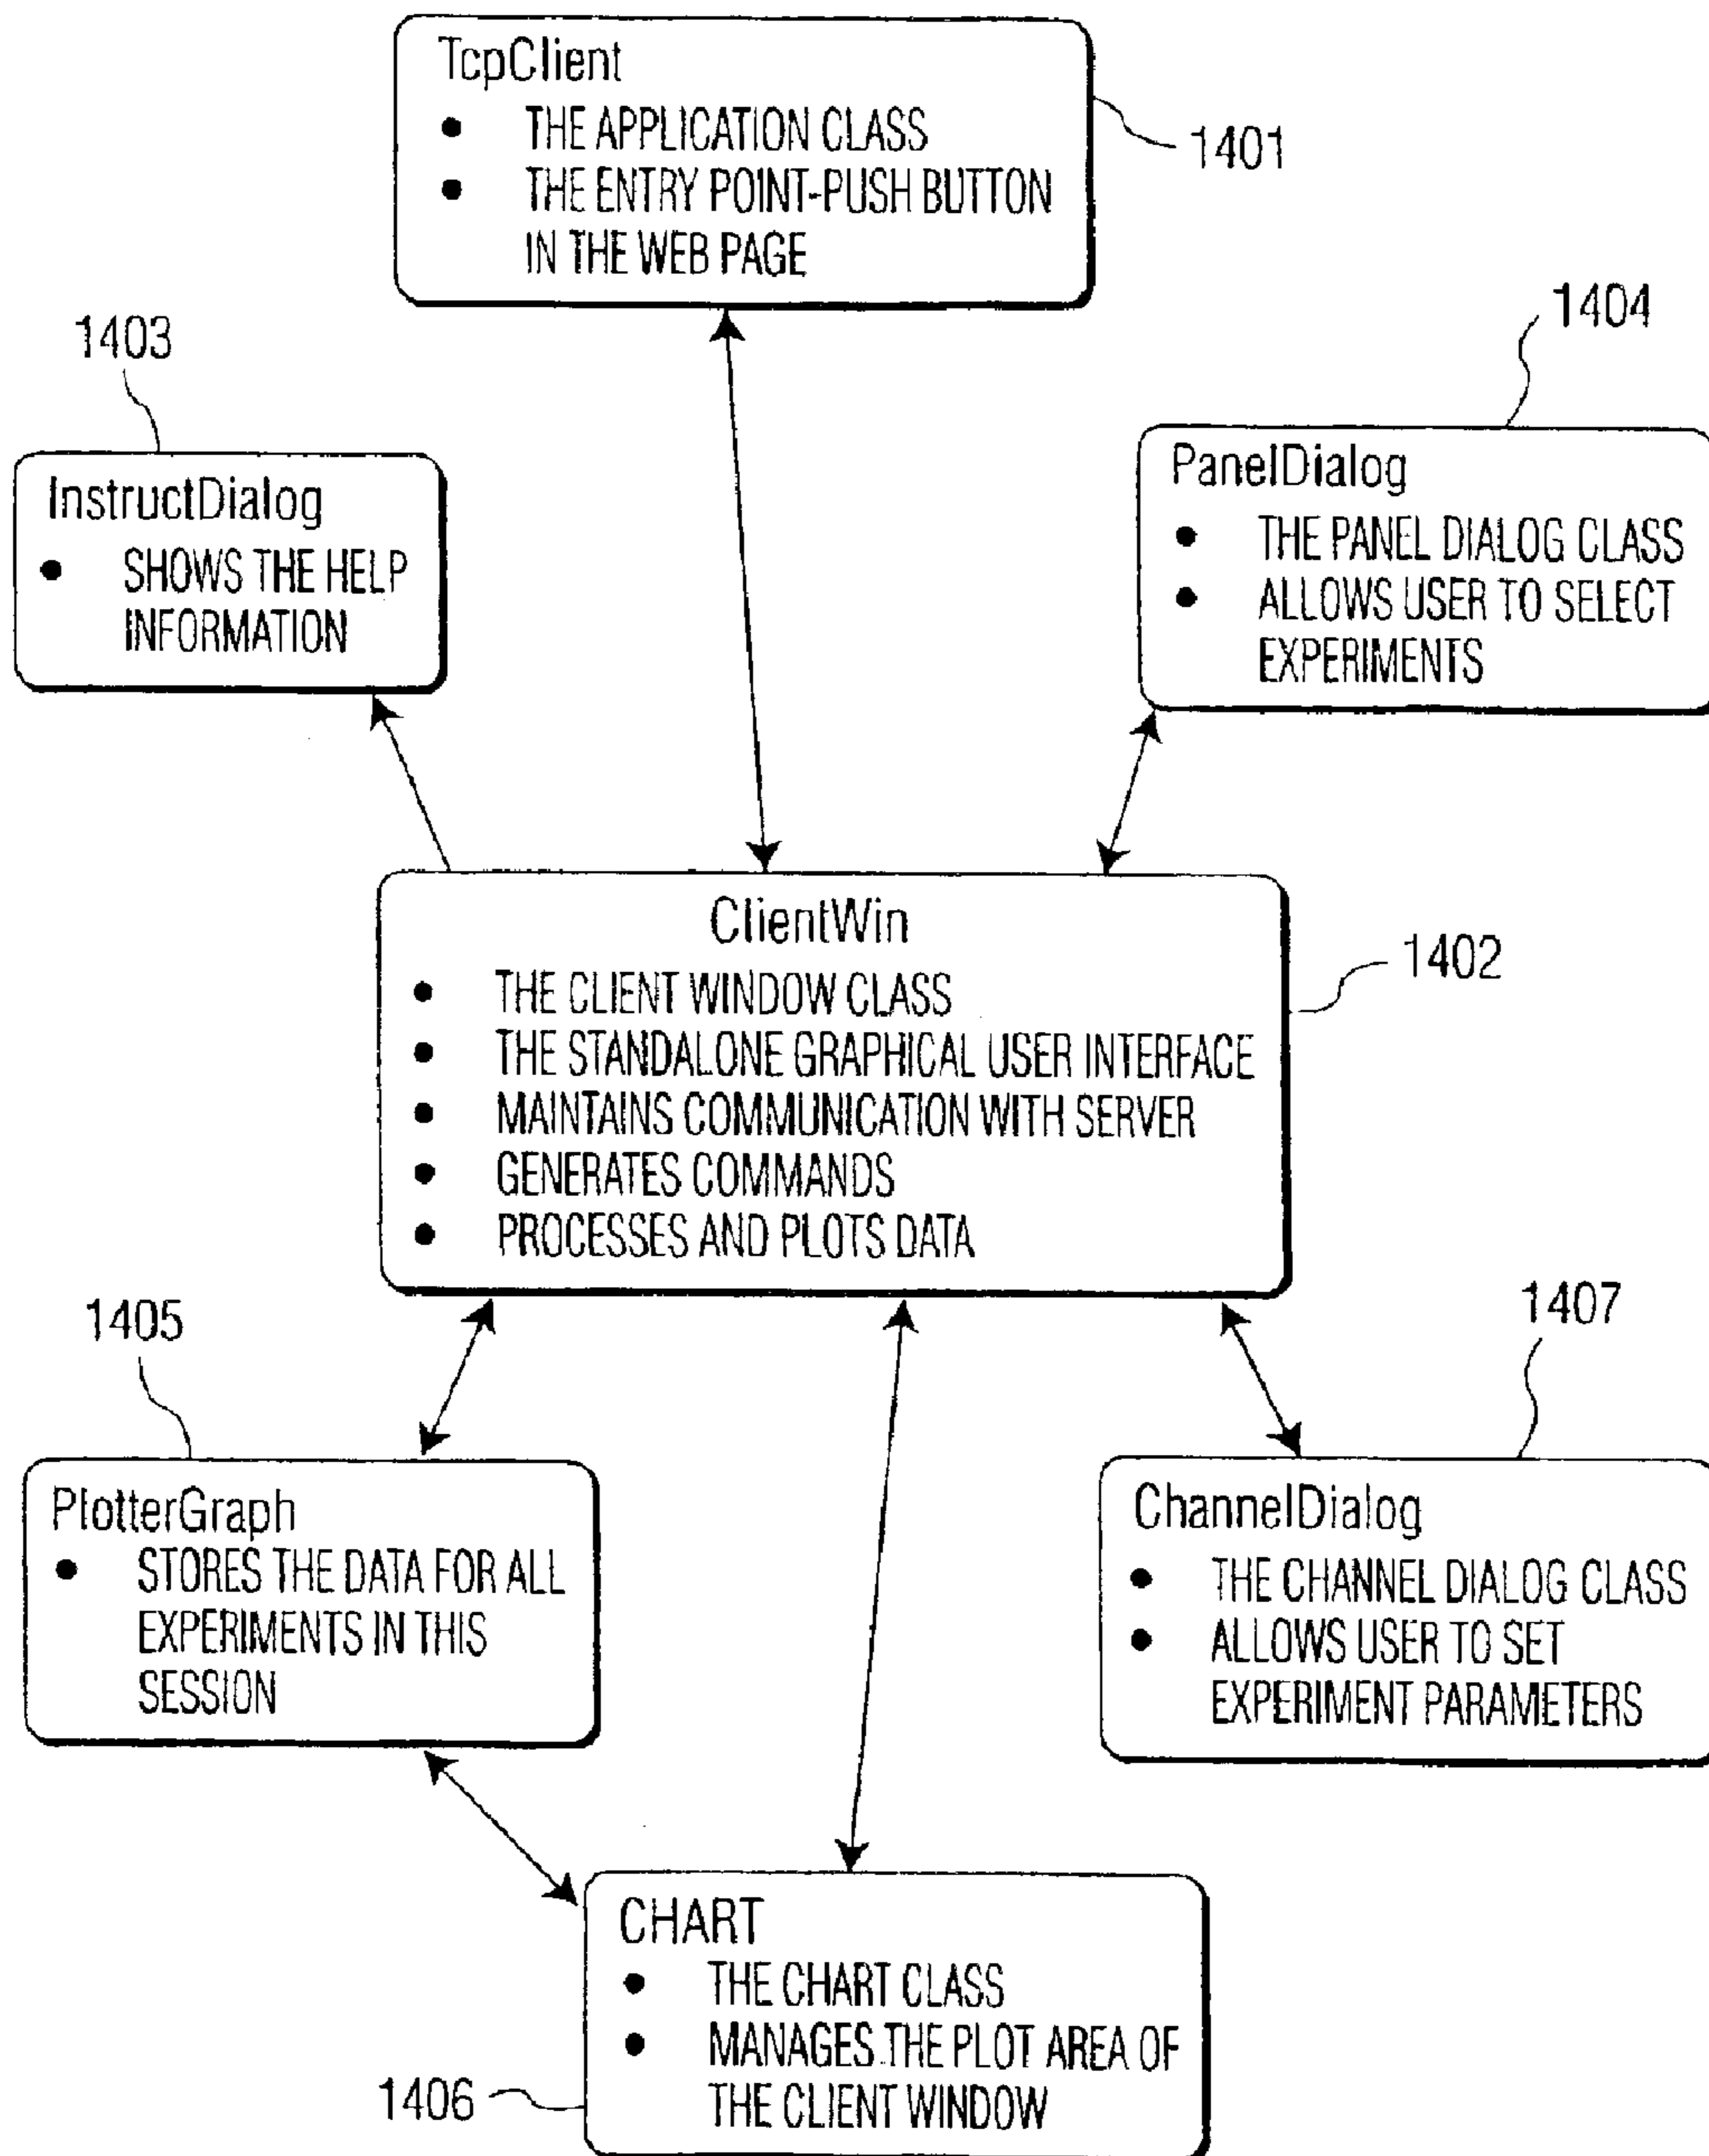 TcpClient
• THE APPLICATION CLASS
• THE ENTRY POINT-PUSH BUTTON
IN THE WEB PAGE
1401
1403
InstructDialog
• SHOWS THE HELP
INFORMATION
1404
PanelDialog
• THE PANEL DIALOG CLASS
• ALLOWS USER TO SELECT
EXPERIMENTS
ClientWin
• THE CLIENT WINDOW CLASS
• THE STANDALONE GRAPHICAL USER INTERFACE
• MAINTAINS COMMUNICATION WITH SERVER
• GENERATES COMMANDS
• PROCESSES AND PLOTS DATA
1402
1405
PlotterGraph
• STORES THE DATA FOR ALL
EXPERIMENTS IN THIS
SESSION
1407
ChannelDialog
• THE CHANNEL DIALOG CLASS
• ALLOWS USER TO SET
EXPERIMENT PARAMETERS
CHART
• THE CHART CLASS
• MANAGES THE PLOT AREA OF
THE CLIENT WINDOW
1406